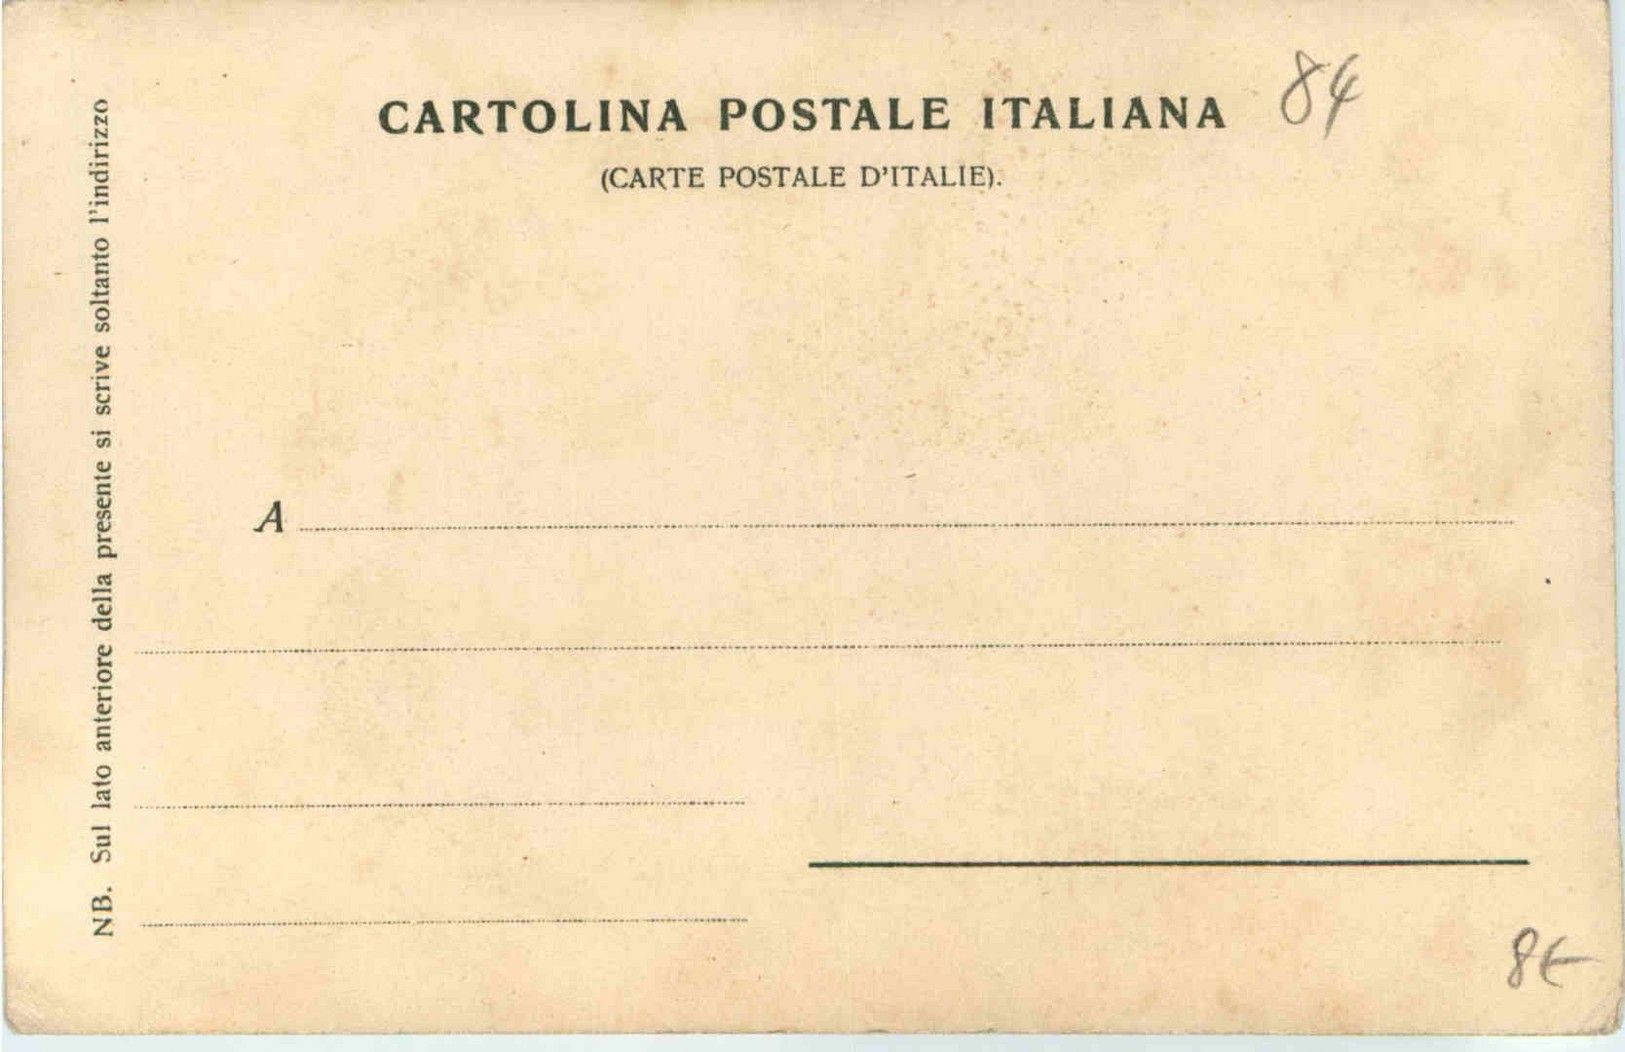 CARTOLINA POSTALE ITALIANA
84
(CARTE POSTALE D'ITALIE).
NB. Sul lato anteriore della presente si scrive soltanto l'indirizzo
A
8€